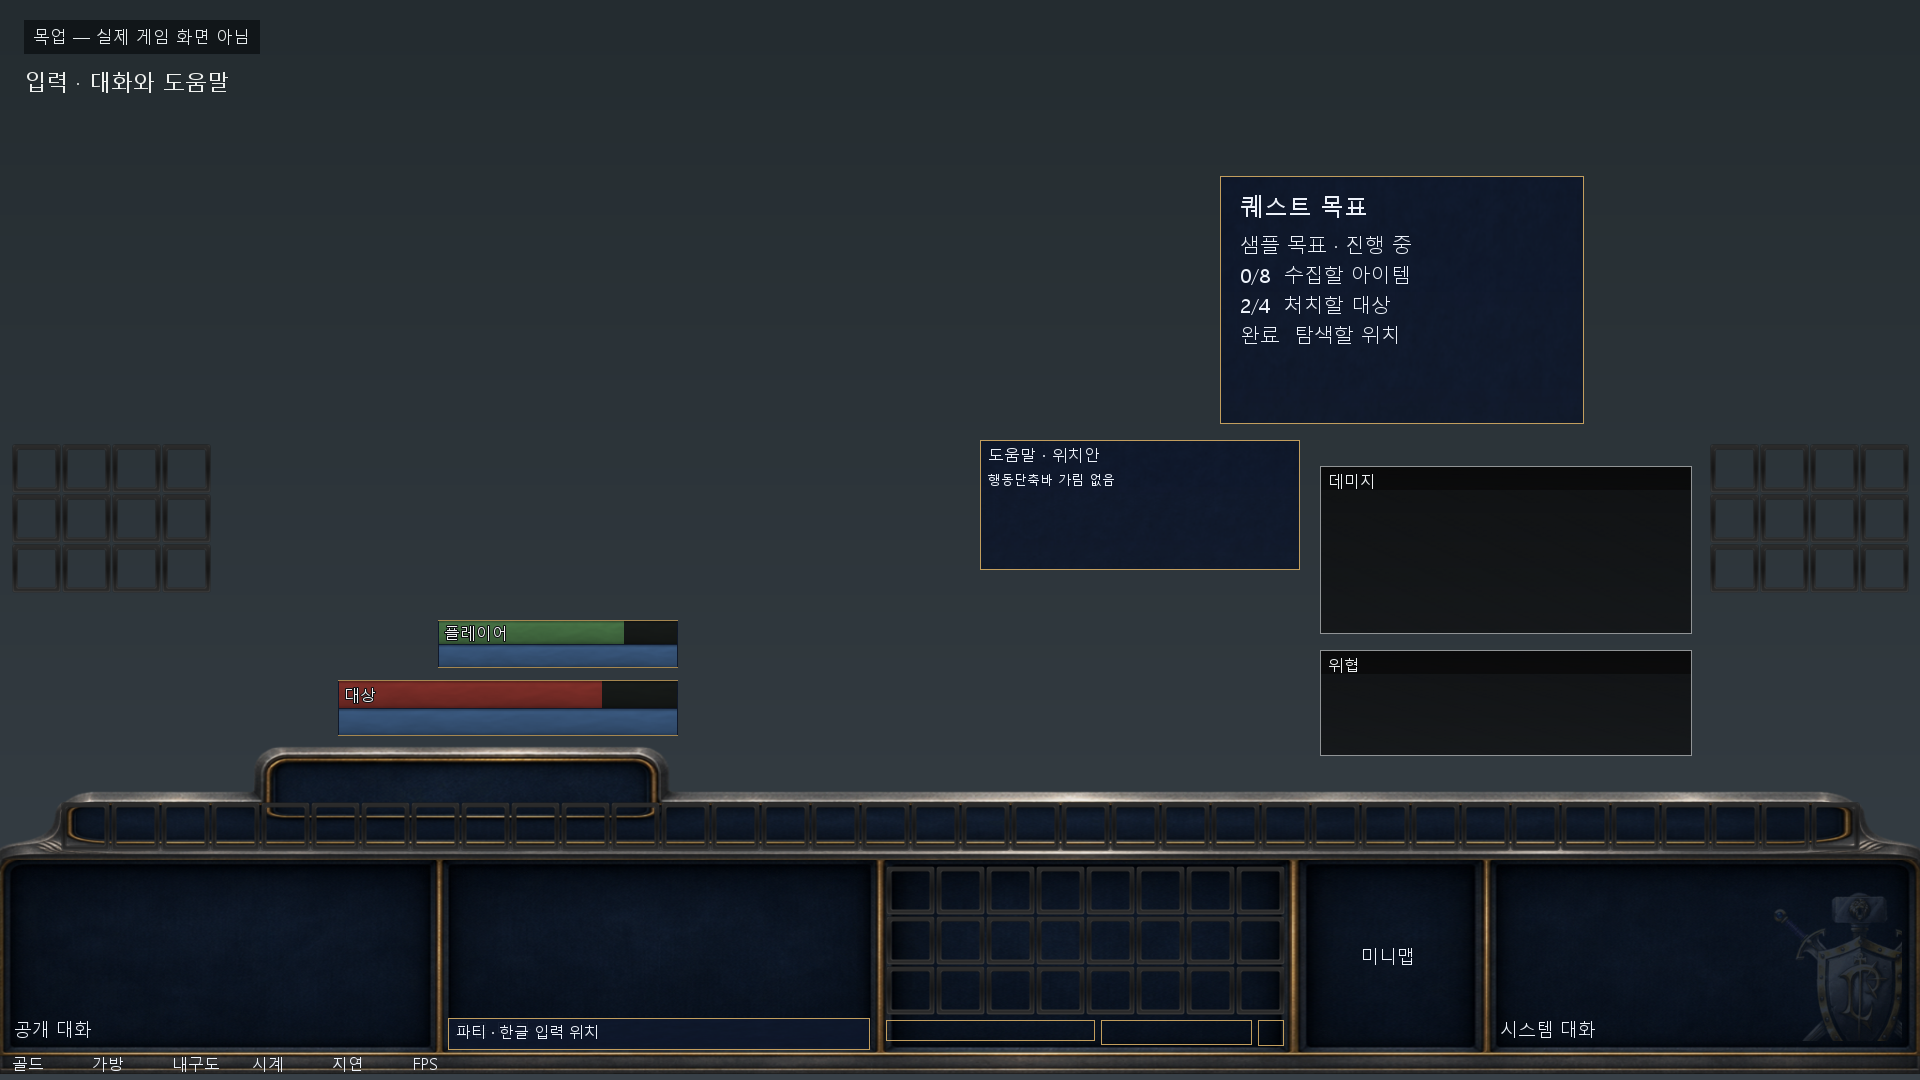 목업 — 실제 게임 화면 아님
입력 · 대화와 도움말
퀘스트 목표
샘플 목표 · 진행 중
0/8 수집할 아이템
2/4 처치할 대상
완료 탐색할 위치
도움말 · 위치안
행동단축바 가림 없음
데미지
플레이어
위협
대상
미니맵
공개 대화
파티 · 한글 입력 위치
시스템 대화
골드 가방 내구도 시계 지연 FPS